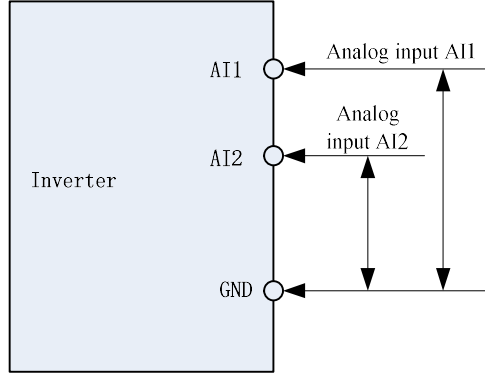 Analog input AI1
AI1
Analog
input AI2
AI2
Inverter
GND